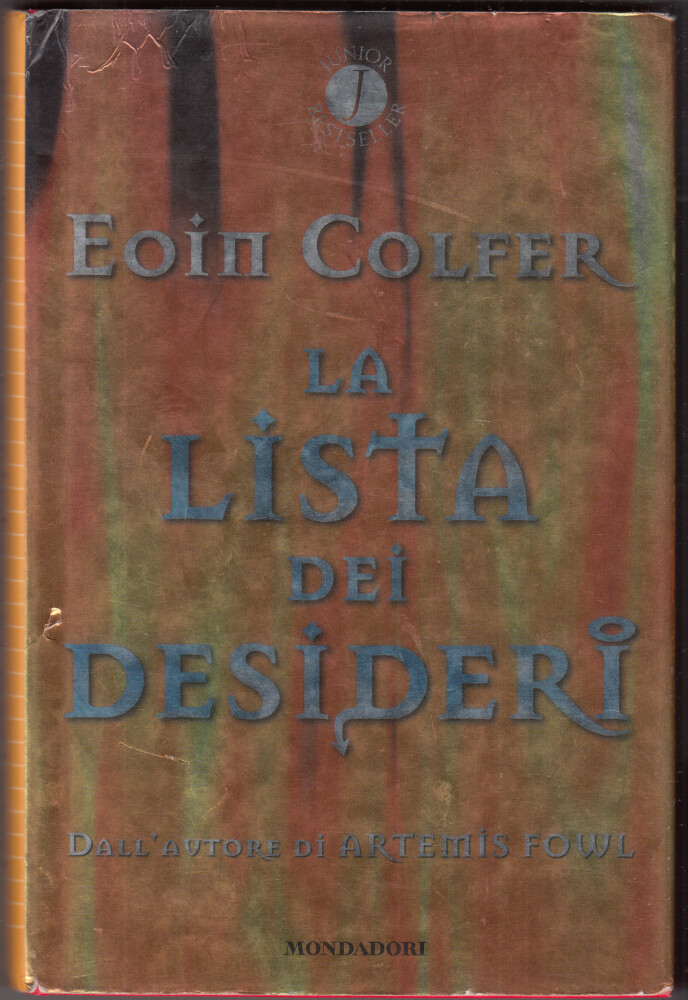 JUNIOR
J
BESTSELLER
EOIN COLFER
LA
LISTA
DEI
DESIDERI
DALL'AUTORE DI ARTEMIS FOWL
MONDADORI